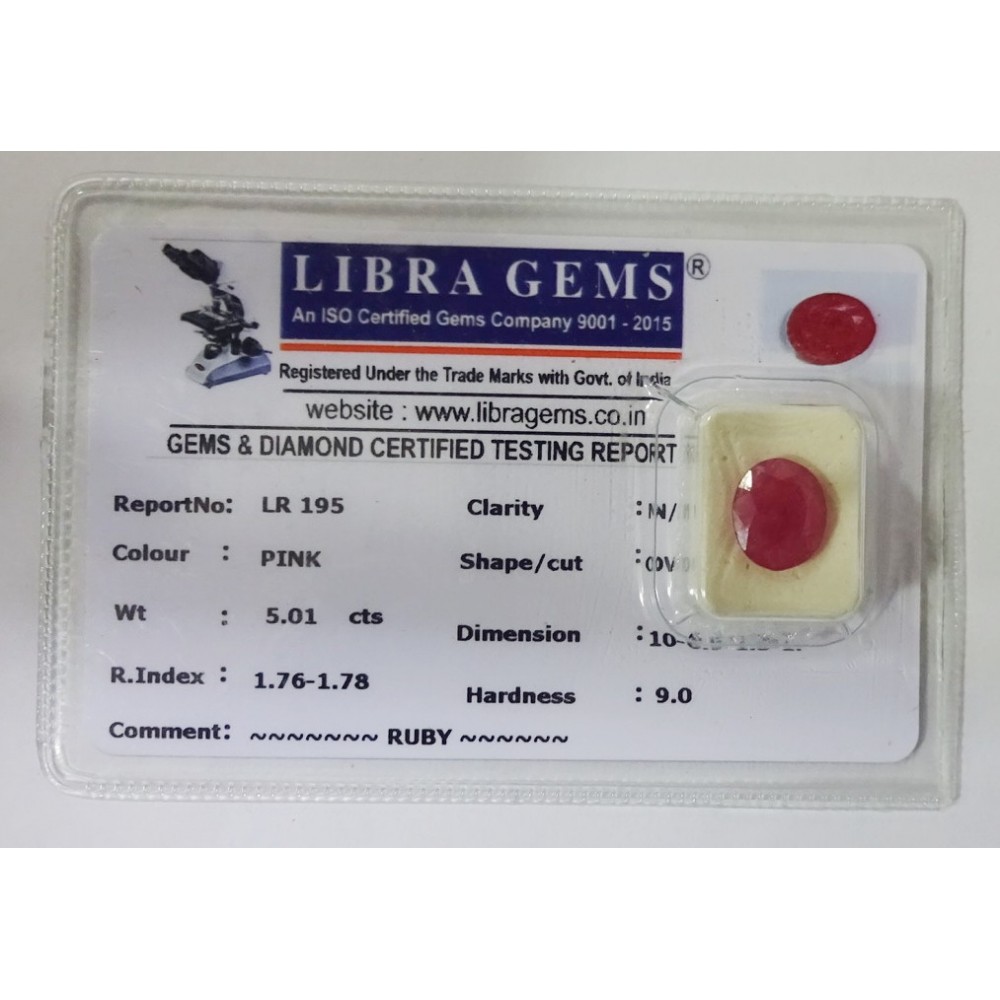 LIBRA GEMS®
An ISO Certified Gems Company 9001 - 2015
Registered Under the Trade Marks with Govt. of India
website : www.libragems.co.in
GEMS & DIAMOND CERTIFIED TESTING REPORT
ReportNo: LR 195
Colour : PINK
Wt : 5.01 cts
R.Index : 1.76-1.78
Comment: ~~~~~~~ RUBY ~~~~~~
Clarity :
Shape/cut :
Dimension :
Hardness : 9.0